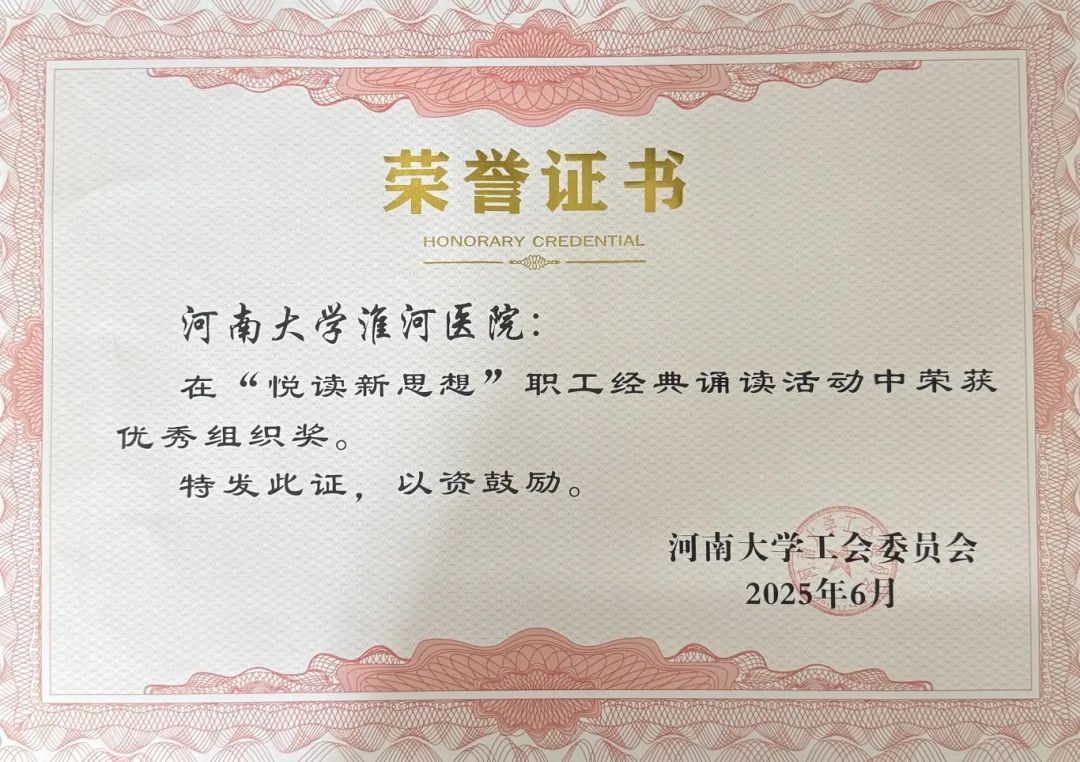 荣誉证书
HONORARY CREDENTIAL
河南大学淮河医院：
在“悦读新思想”职工经典诵读活动中荣获
优秀组织奖。
特发此证，以资鼓励。
河南大学工会委员会
2025年6月